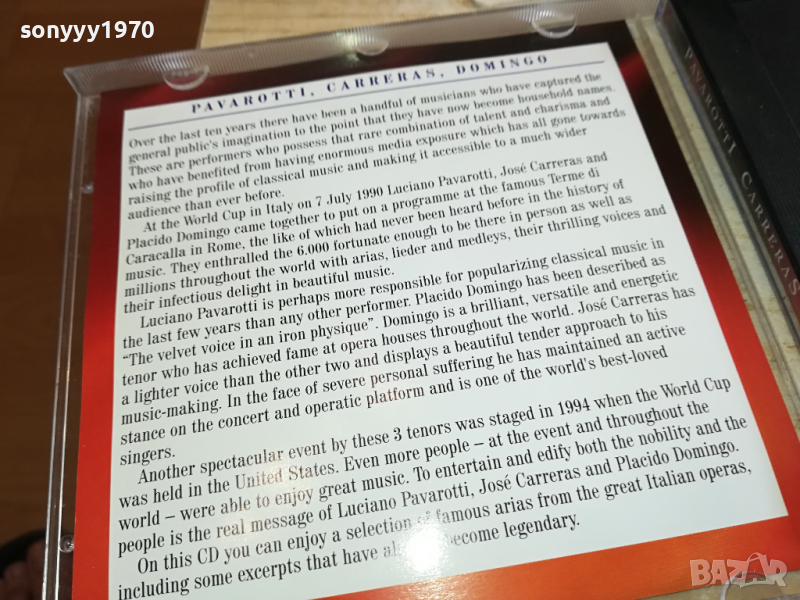 sonyyy1970
PAVAROTTI, CARRERAS, DOMINGO
Over the last ten years there have been a handful of musicians who have captured the
general public's imagination to the point that they have now become household names.
These are performers who possess that rare combination of talent and charisma and
who have benefited from having enormous media exposure which has all gone towards
raising the profile of classical music and making it accessible to a much wider
audience than ever before.
At the World Cup in Italy on 7 July 1990 Luciano Pavarotti, José Carreras and
Placido Domingo came together to put on a programme at the famous Terme di
Caracalla in Rome, the like of which had never been heard before in the history of
music. They enthralled the 6,000 fortunate enough to be there in person as well as
millions throughout the world with arias, lieder and medleys, their thrilling voices and
their infectious delight in beautiful music.
Luciano Pavarotti is perhaps more responsible for popularizing classical music in
the last few years than any other performer. Placido Domingo has been described as
"The velvet voice in an iron physique". Domingo is a brilliant, versatile and energetic
tenor who has achieved fame at opera houses throughout the world. José Carreras has
a lighter voice than the other two and displays a beautiful tender approach to his
music-making. In the face of severe personal suffering he has maintained an active
stance on the concert and operatic platform and is one of the world's best-loved
singers.
Another spectacular event by these 3 tenors was staged in 1994 when the World Cup
was held in the United States. Even more people – at the event and throughout the
world – were able to enjoy great music. To entertain and edify both the nobility and the
people is the real message of Luciano Pavarotti, José Carreras and Placido Domingo.
On this CD you can enjoy a selection of famous arias from the great Italian operas,
including some excerpts that have become legendary.
PAVAROTTI CARRERAS
BAZAR